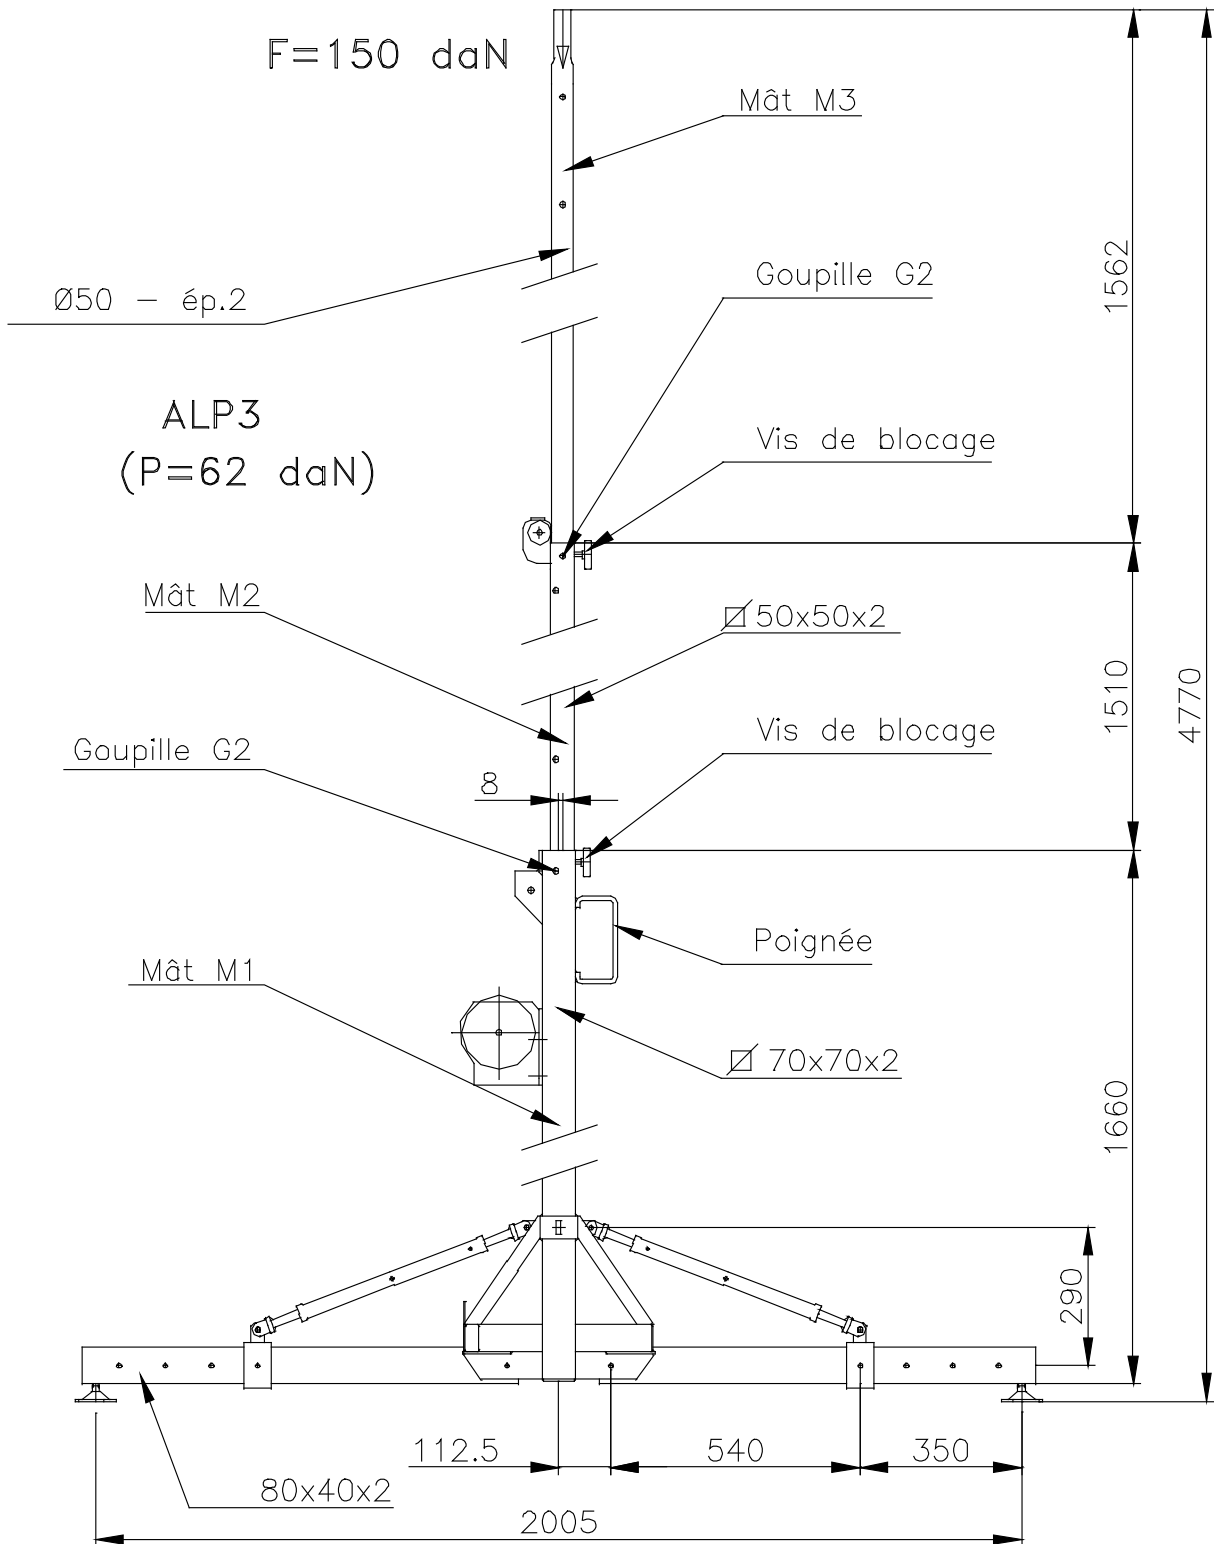 F=150 daN
Mât M3
1562
Goupille G2
Ø50 – ép.2
ALP3
Vis de blocage
(P=62 daN)
Mât M2
50x50x2
1510
4770
Vis de blocage
Goupille G2
8
Poignée
Mât M1
70x70x2
1660
290
112.5
540
350
80x40x2
2005